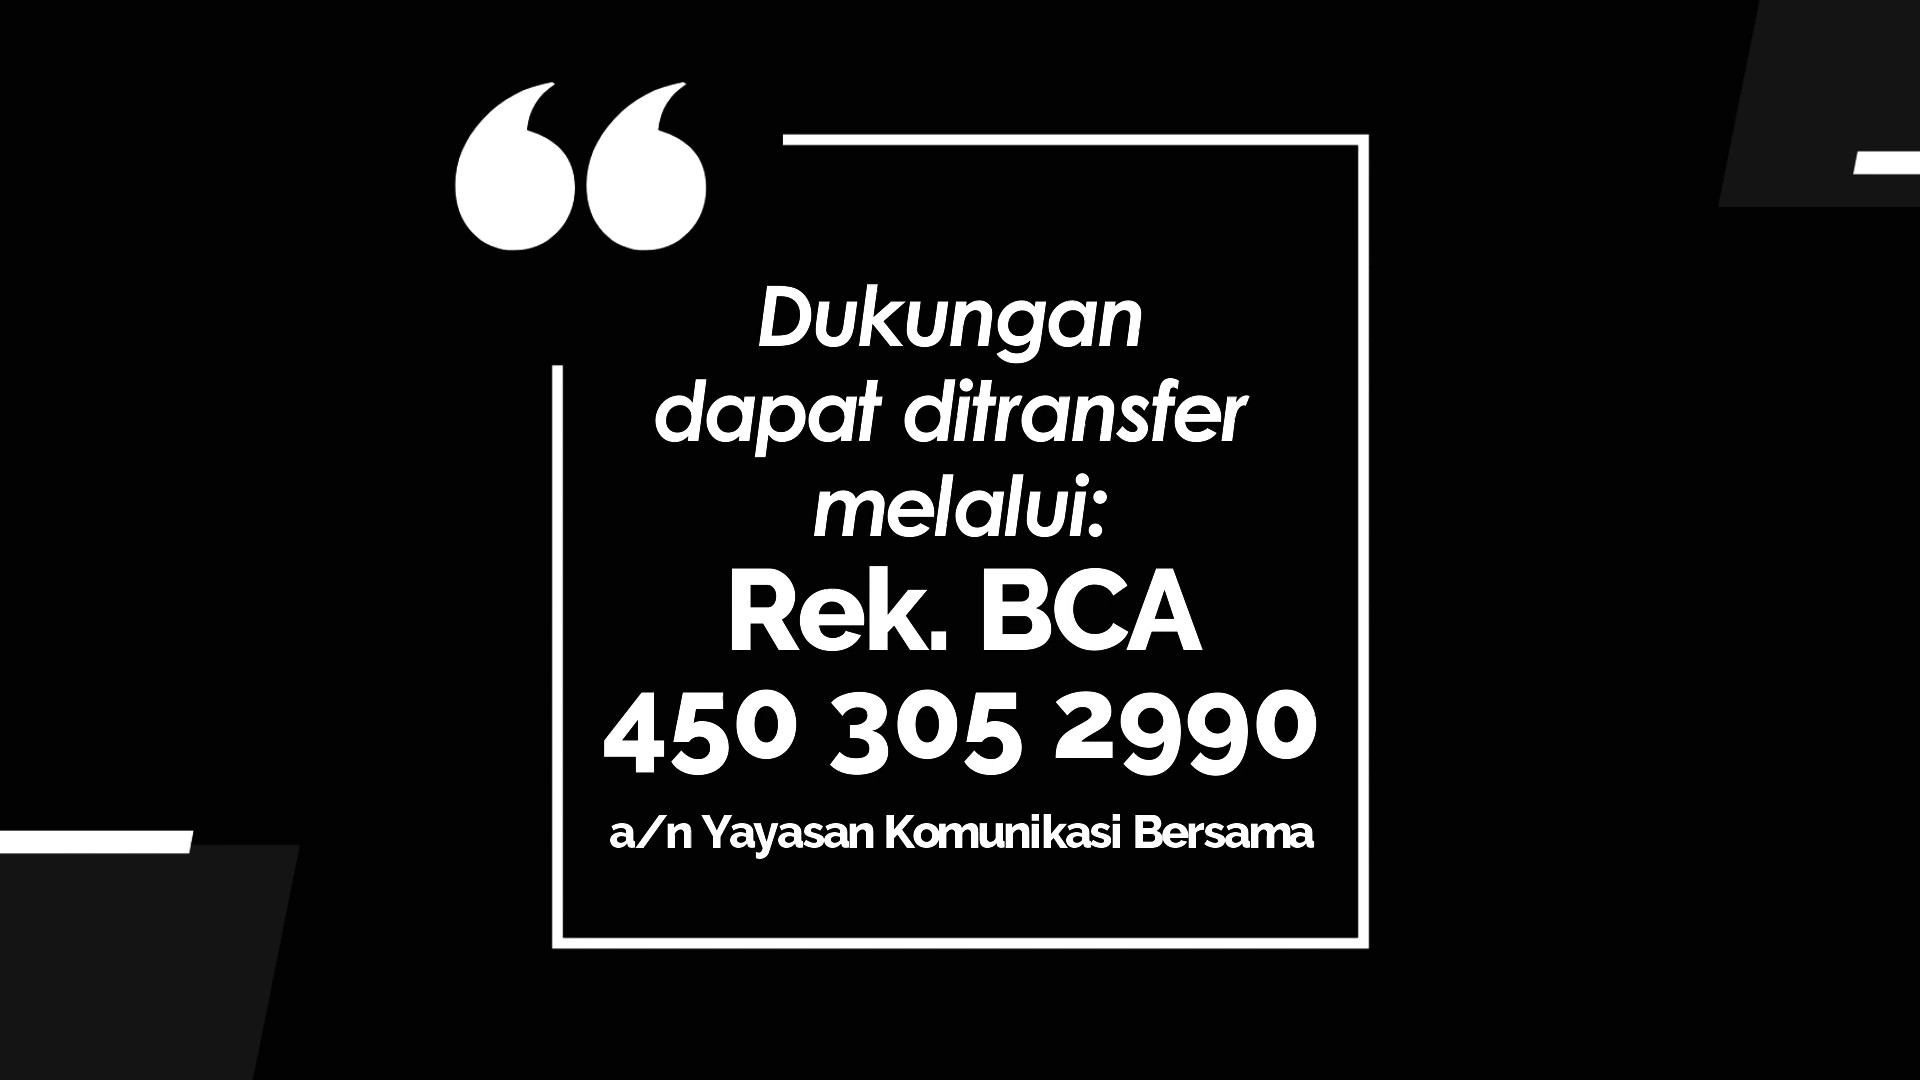 Dukungan
dapat ditransfer
melalui:
Rek. BCA
450 305 2990
a/n Yayasan Komunikasi Bersama